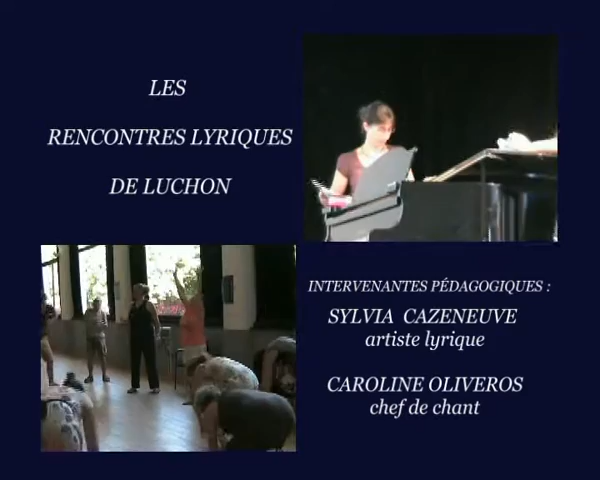 LES
RENCONTRES LYRIQUES
DE LUCHON
INTERVENANTES PÉDAGOGIQUES :
SYLVIA CAZENEUVE
artiste lyrique
CAROLINE OLIVEROS
chef de chant